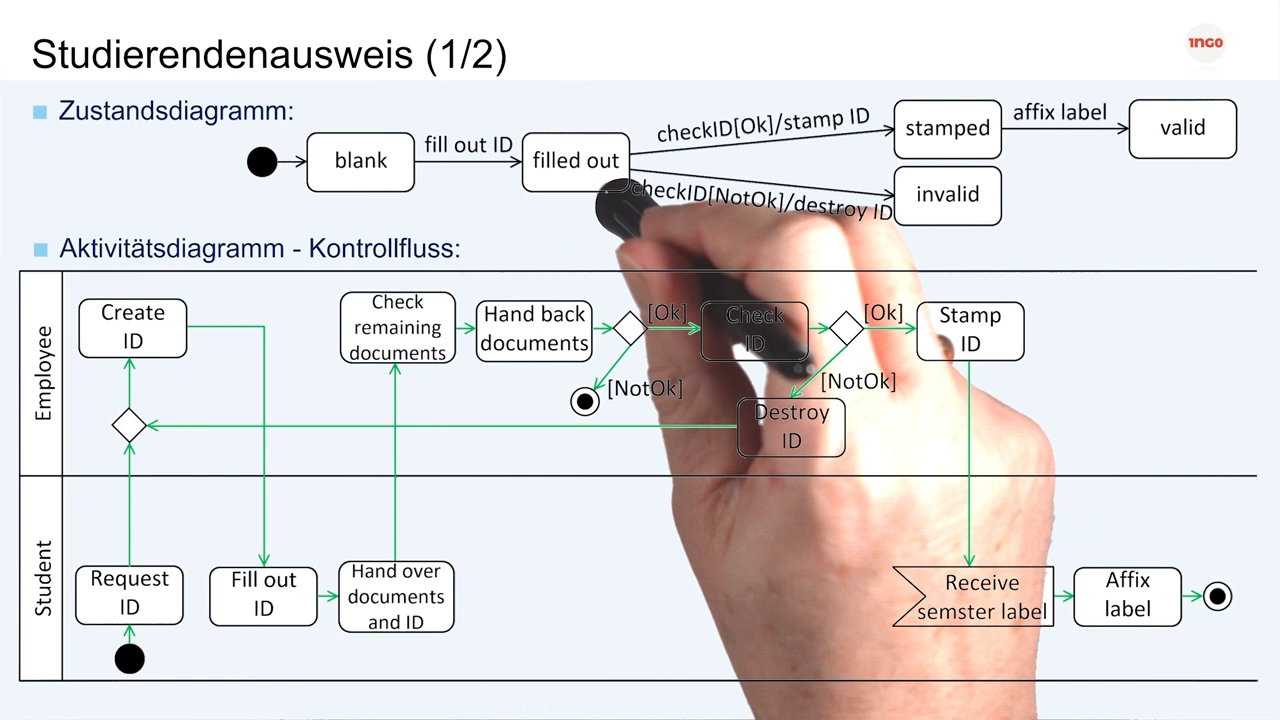 Studierendenausweis (1/2)
1NGO
Zustandsdiagramm:
blank
fill out ID
filled out
checkID[Ok]/stamp ID
stamped
affix label
valid
checkID[NotOk]/destroy ID
invalid
Aktivitätsdiagramm - Kontrollfluss:
Employee
Create
ID
Check
remaining
documents
Hand back
documents
[Ok]
[NotOk]
Check
ID
[Ok]
[NotOk]
Destroy
ID
Stamp
ID
Student
Request
ID
Fill out
ID
Hand over
documents
and ID
Receive
semster label
Affix
label